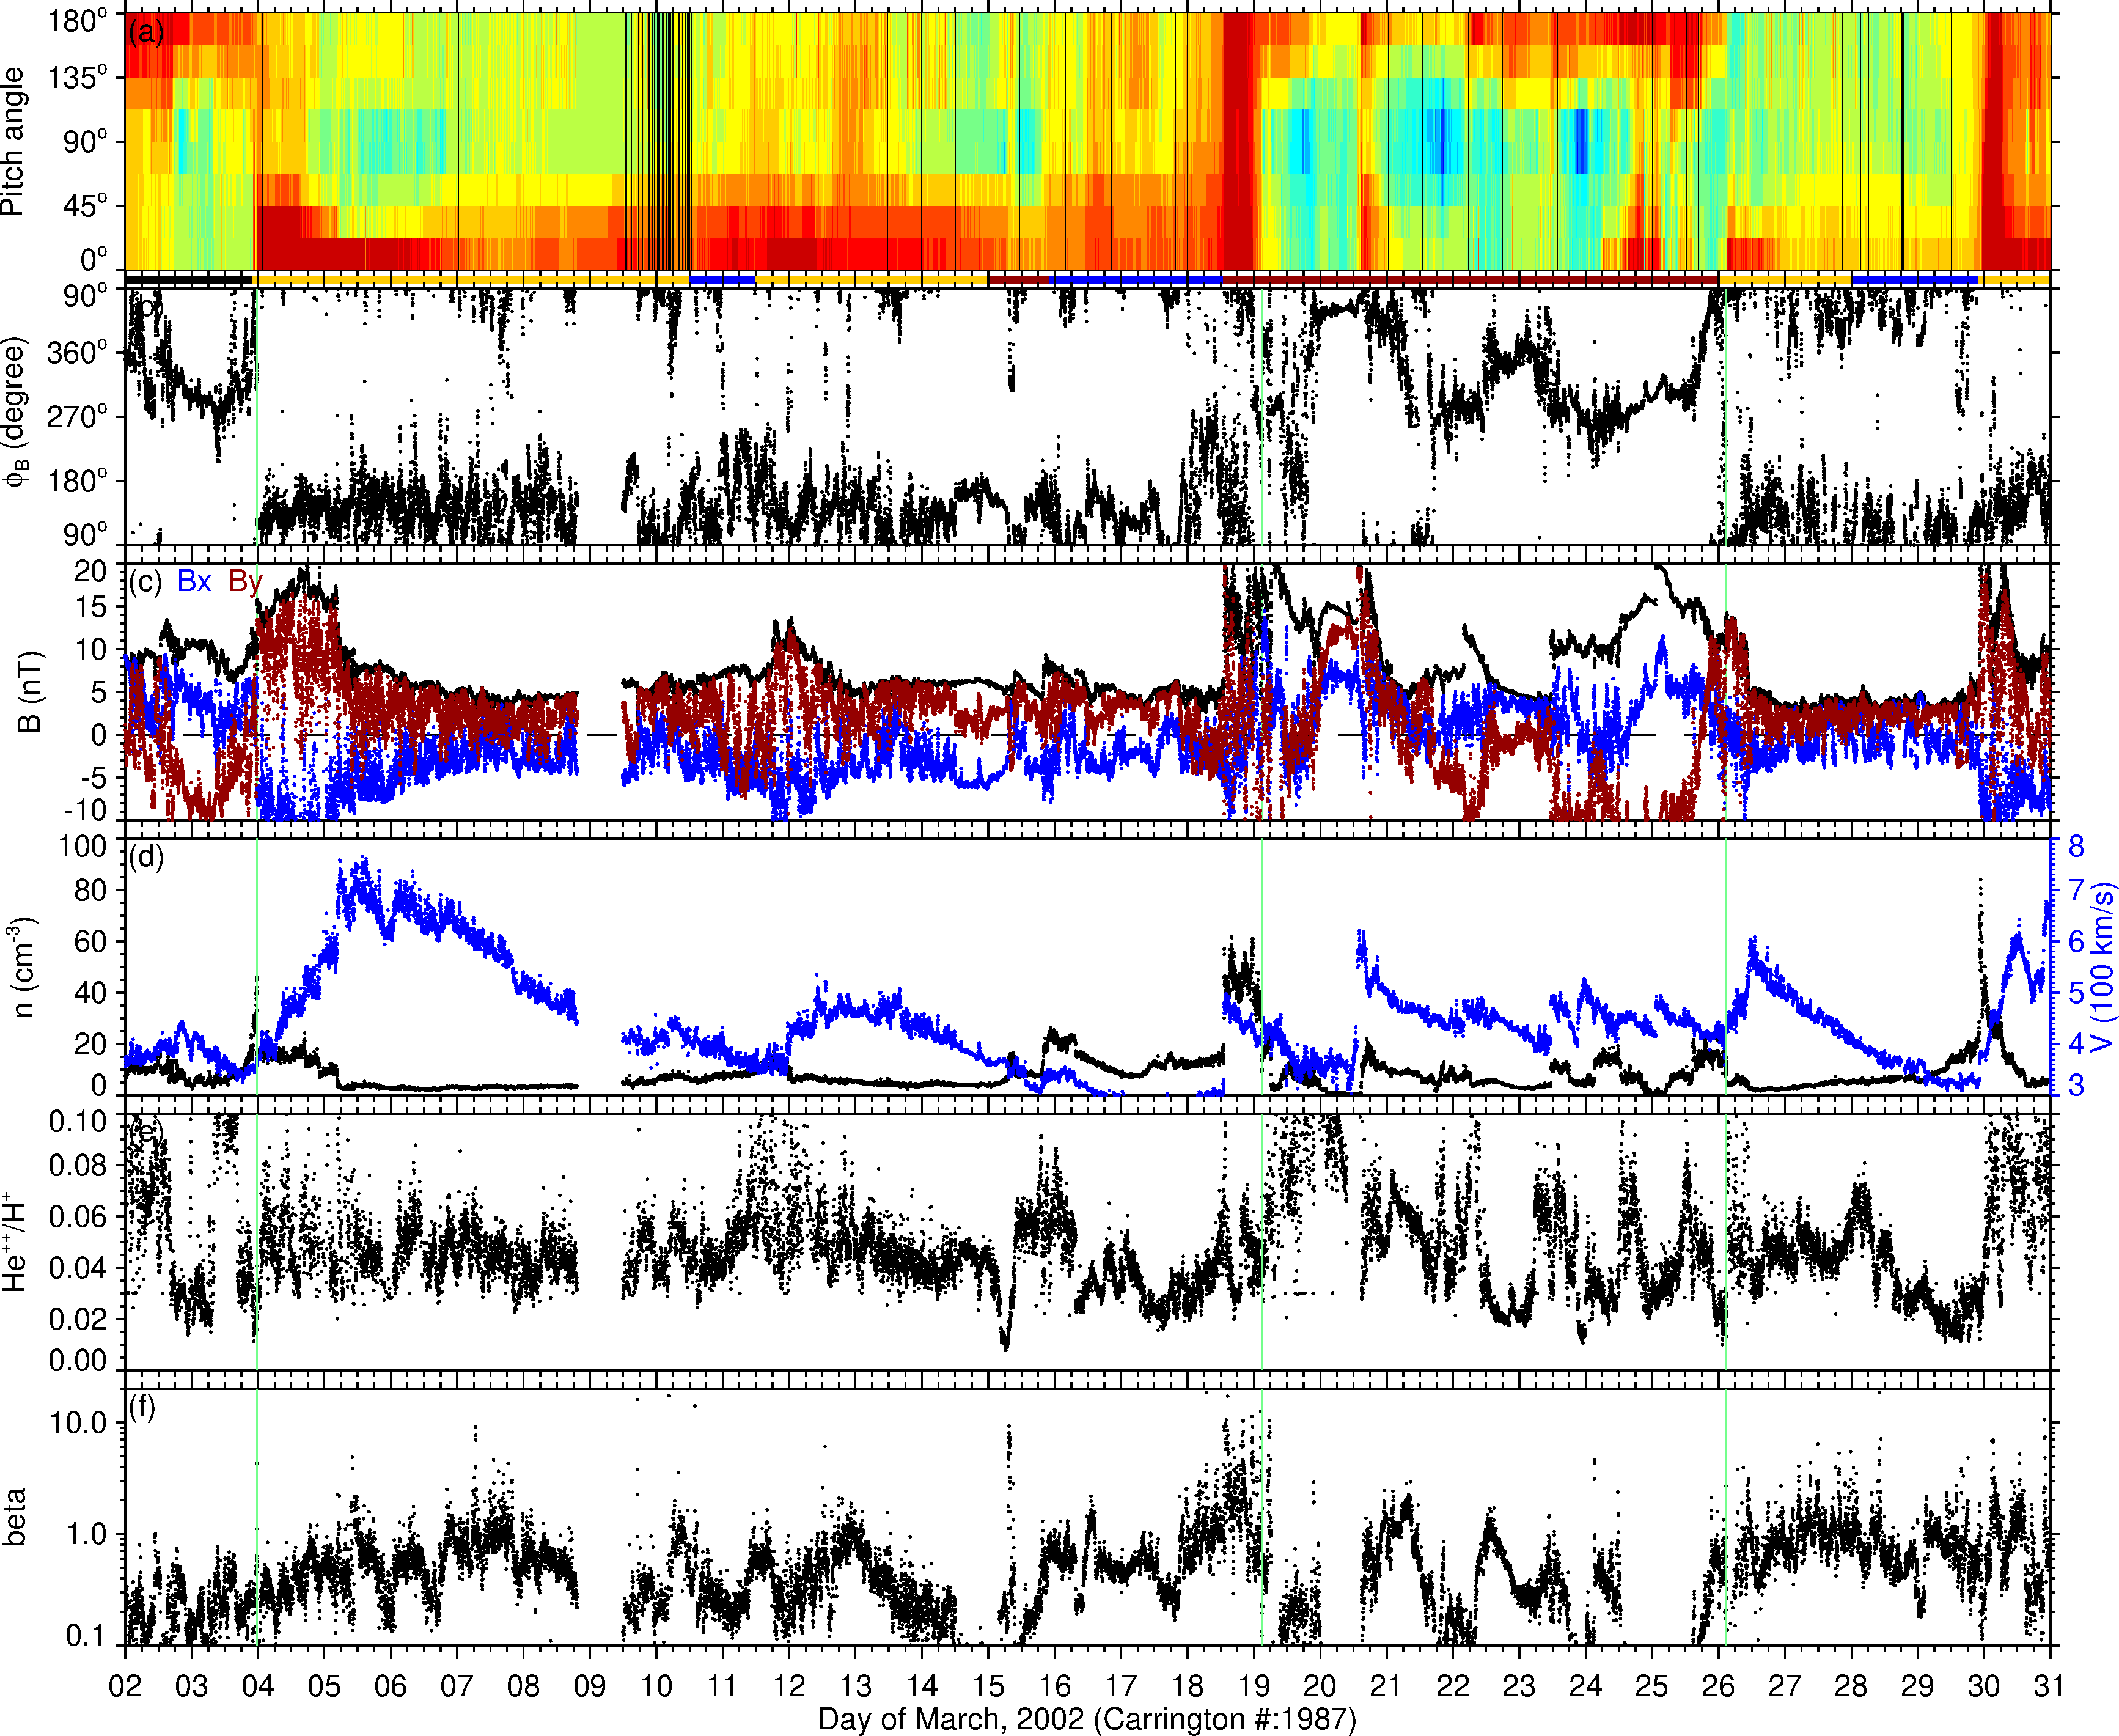 (a)
180°
135°
90°
45°
0°
Pitch angle
90°
360°
270°
180°
90°
ϕB (degree)
(c) Bx By
20
15
10
5
0
-5
-10
B (nT)
(d)
100
80
60
40
20
0
n (cm-3)
8
7
6
5
4
3
V (100 km/s)
(e)
0.10
0.08
0.06
0.04
0.02
0.00
He++/H+
(f)
10.0
1.0
0.1
beta
02 03 04 05 06 07 08 09 10 11 12 13 14 15 16 17 18 19 20 21 22 23 24 25 26 27 28 29 30 31
Day of March, 2002 (Carrington #:1987)